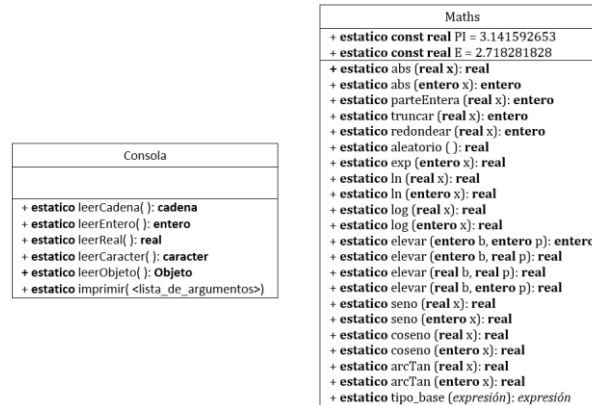 Consola
+ estatico leerCadena( ): cadena
+ estatico leerEntero( ): entero
+ estatico leerReal( ): real
+ estatico leerCaracter( ): caracter
+ estatico leerObjeto( ): Objeto
+ estatico imprimir( <lista_de_argumentos>)
Maths
+ estatico const real PI = 3.141592653
+ estatico const real E = 2.718281828
+ estatico abs (real x): real
+ estatico abs (entero x): entero
+ estatico parteEntera (real x): entero
+ estatico truncar (real x): entero
+ estatico redondear (real x): entero
+ estatico aleatorio ( ): real
+ estatico exp (entero x): real
+ estatico ln (real x): real
+ estatico ln (entero x): real
+ estatico log (real x): real
+ estatico log (entero x): real
+ estatico elevar (entero b, entero p): entero
+ estatico elevar (entero b, real p): real
+ estatico elevar (real b, real p): real
+ estatico elevar (real b, entero p): real
+ estatico seno (real x): real
+ estatico seno (entero x): real
+ estatico coseno (real x): real
+ estatico coseno (entero x): real
+ estatico arcTan (real x): real
+ estatico arcTan (entero x): real
+ estatico tipo_base (expresión): expresión